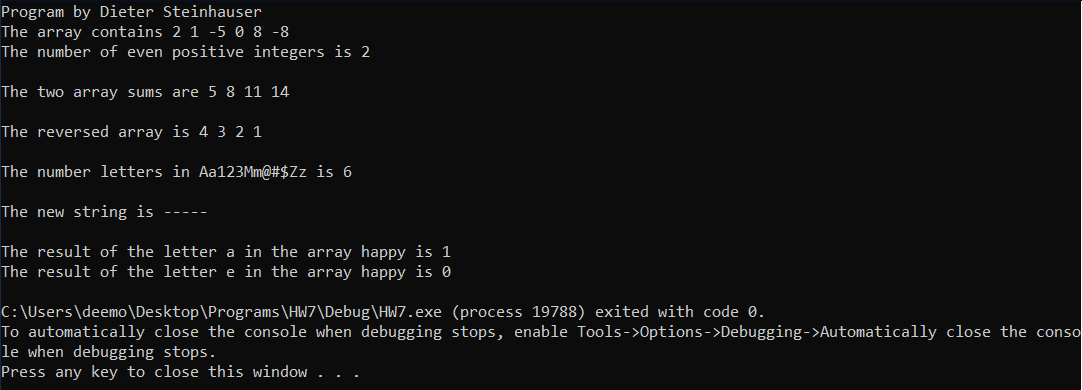 Program by Dieter Steinhauser
The array contains 2 1 -5 0 8 -8
The number of even positive integers is 2
The two array sums are 5 8 11 14
The reversed array is 4 3 2 1
The number letters in Aa123Mm@#$Zz is 6
The new string is -----
The result of the letter a in the array happy is 1
The result of the letter e in the array happy is 0
C:\Users\deemo\Desktop\Programs\HW7\Debug\HW7.exe (process 19788) exited with code 0.
To automatically close the console when debugging stops, enable Tools->Options->Debugging->Automatically close the conso
le when debugging stops.
Press any key to close this window . . .